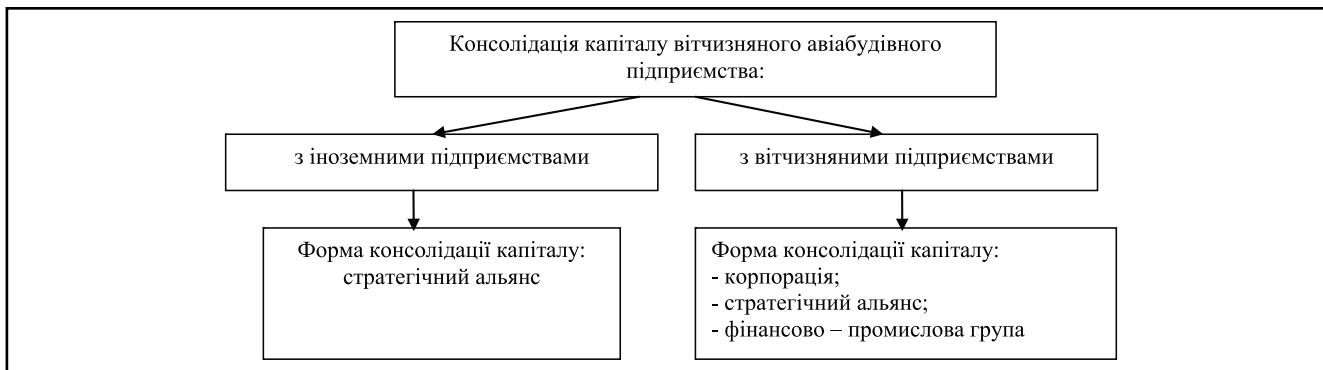 Консолідація капіталу вітчизняного авіабудівного
підприємства:
з іноземними підприємствами
з вітчизняними підприємствами
Форма консолідації капіталу:
стратегічний альянс
Форма консолідації капіталу:
- корпорація;
- стратегічний альянс;
- фінансово – промислова група